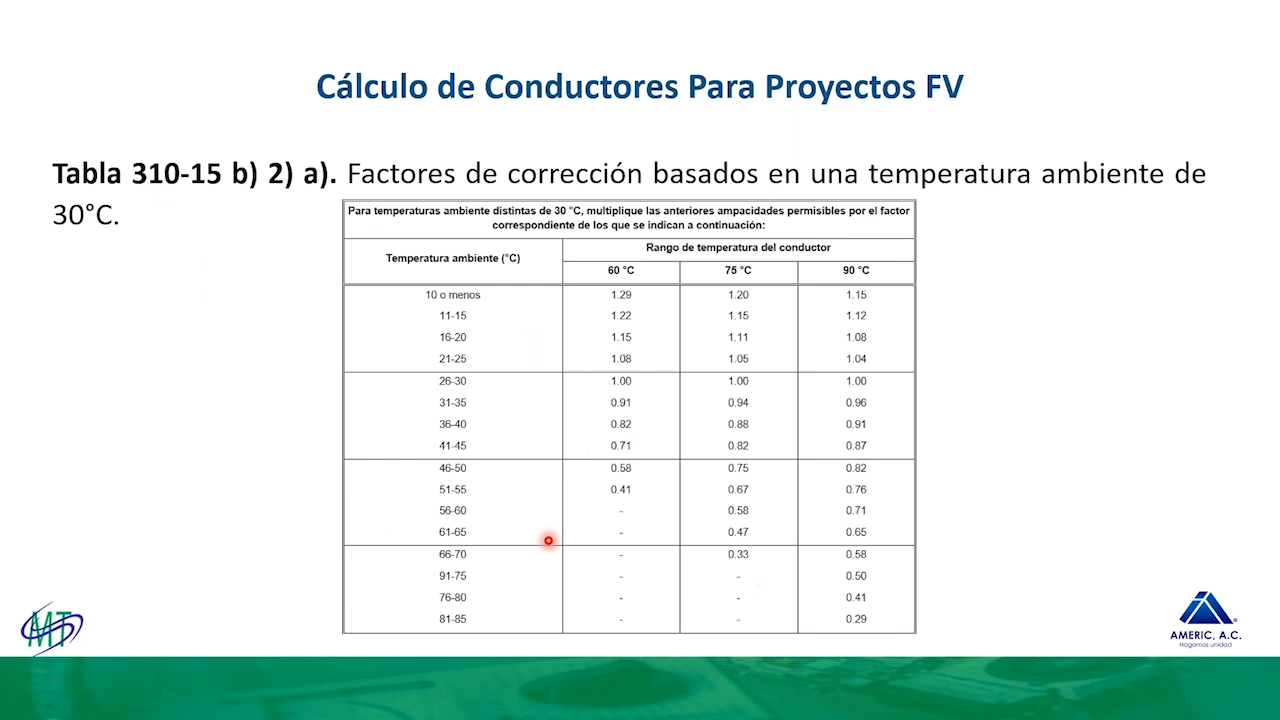 Cálculo de Conductores Para Proyectos FV
Tabla 310-15 b) 2) a). Factores de corrección basados en una temperatura ambiente de
30°C.
Para temperaturas ambiente distintas de 30 °C, multiplique las anteriores ampacidades permisibles por el factor
correspondiente de los que se indican a continuación:
Temperatura ambiente (°C)
Rango de temperatura del conductor
60 °C 75 °C 90 °C
10 o menos 1.29 1.20 1.15
11-15 1.22 1.15 1.12
16-20 1.15 1.11 1.08
21-25 1.08 1.05 1.04
26-30 1.00 1.00 1.00
31-35 0.91 0.94 0.96
36-40 0.82 0.88 0.91
41-45 0.71 0.82 0.87
46-50 0.58 0.75 0.82
51-55 0.41 0.67 0.76
56-60 - 0.58 0.71
61-65 - 0.47 0.65
66-70 - 0.33 0.58
91-75 - - 0.50
76-80 - - 0.41
81-85 - - 0.29
MT
AMERIC, A.C.
Hagamos unidad